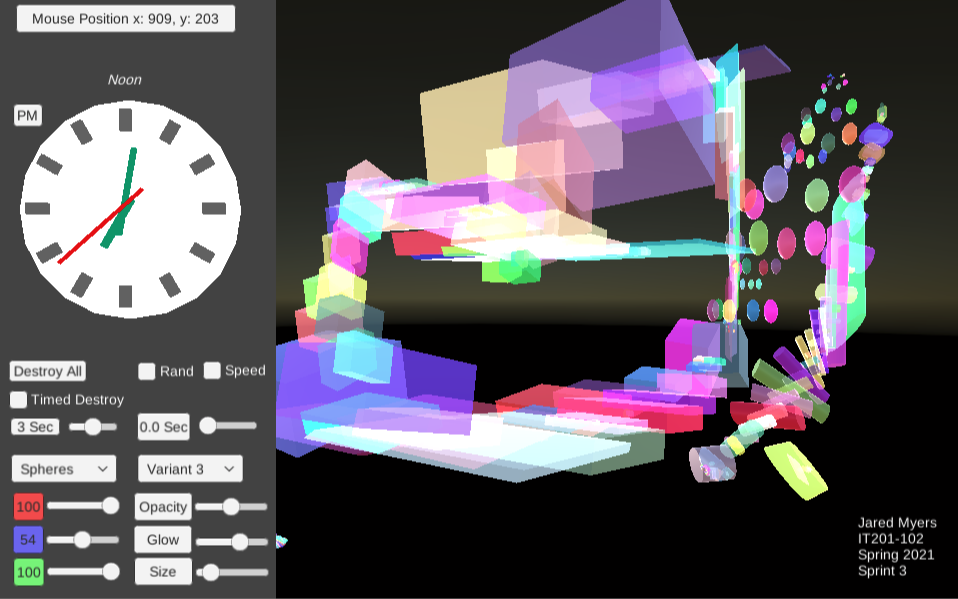 Mouse Position x: 909, y: 203
Noon
PM
Destroy All
Rand
Speed
Timed Destroy
3 Sec
0.0 Sec
Spheres
Variant 3
100
Opacity
54
Glow
100
Size
Jared Myers
IT201-102
Spring 2021
Sprint 3